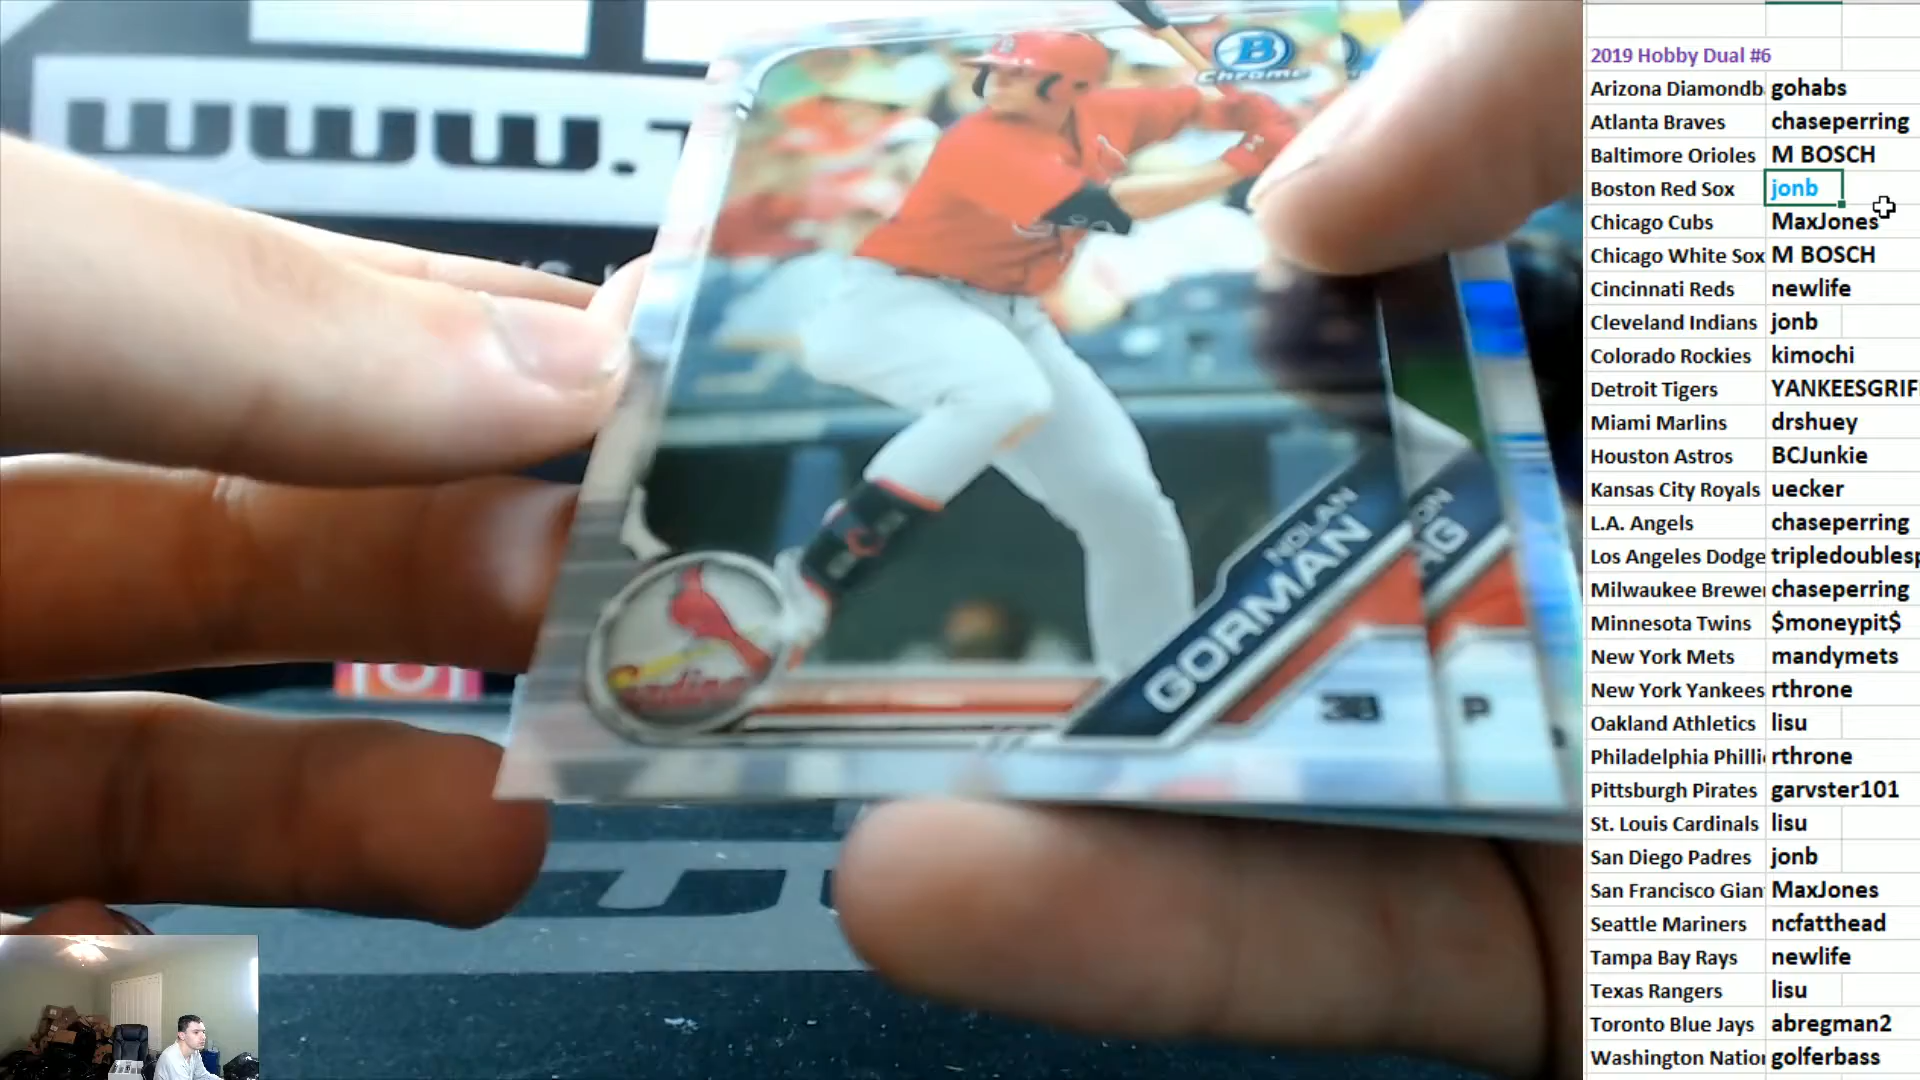 www.
B
Chrome
NOLAN
GORMAN
3B
P
2019 Hobby Dual #6
Arizona Diamondb gohabs
Atlanta Braves chaseperring
Baltimore Orioles M BOSCH
Boston Red Sox jonb
Chicago Cubs MaxJones
Chicago White Sox M BOSCH
Cincinnati Reds newlife
Cleveland Indians jonb
Colorado Rockies kimochi
Detroit Tigers YANKEESGRIF
Miami Marlins drshuey
Houston Astros BCJunkie
Kansas City Royals uecker
L.A. Angels chaseperring
Los Angeles Dodge tripledoublesp
Milwaukee Brewer chaseperring
Minnesota Twins $moneypit$
New York Mets mandymets
New York Yankees rthrone
Oakland Athletics lisu
Philadelphia Philli rthrone
Pittsburgh Pirates garvster101
St. Louis Cardinals lisu
San Diego Padres jonb
San Francisco Gian MaxJones
Seattle Mariners ncfatthead
Tampa Bay Rays newlife
Texas Rangers lisu
Toronto Blue Jays abregman2
Washington Natio golferbass